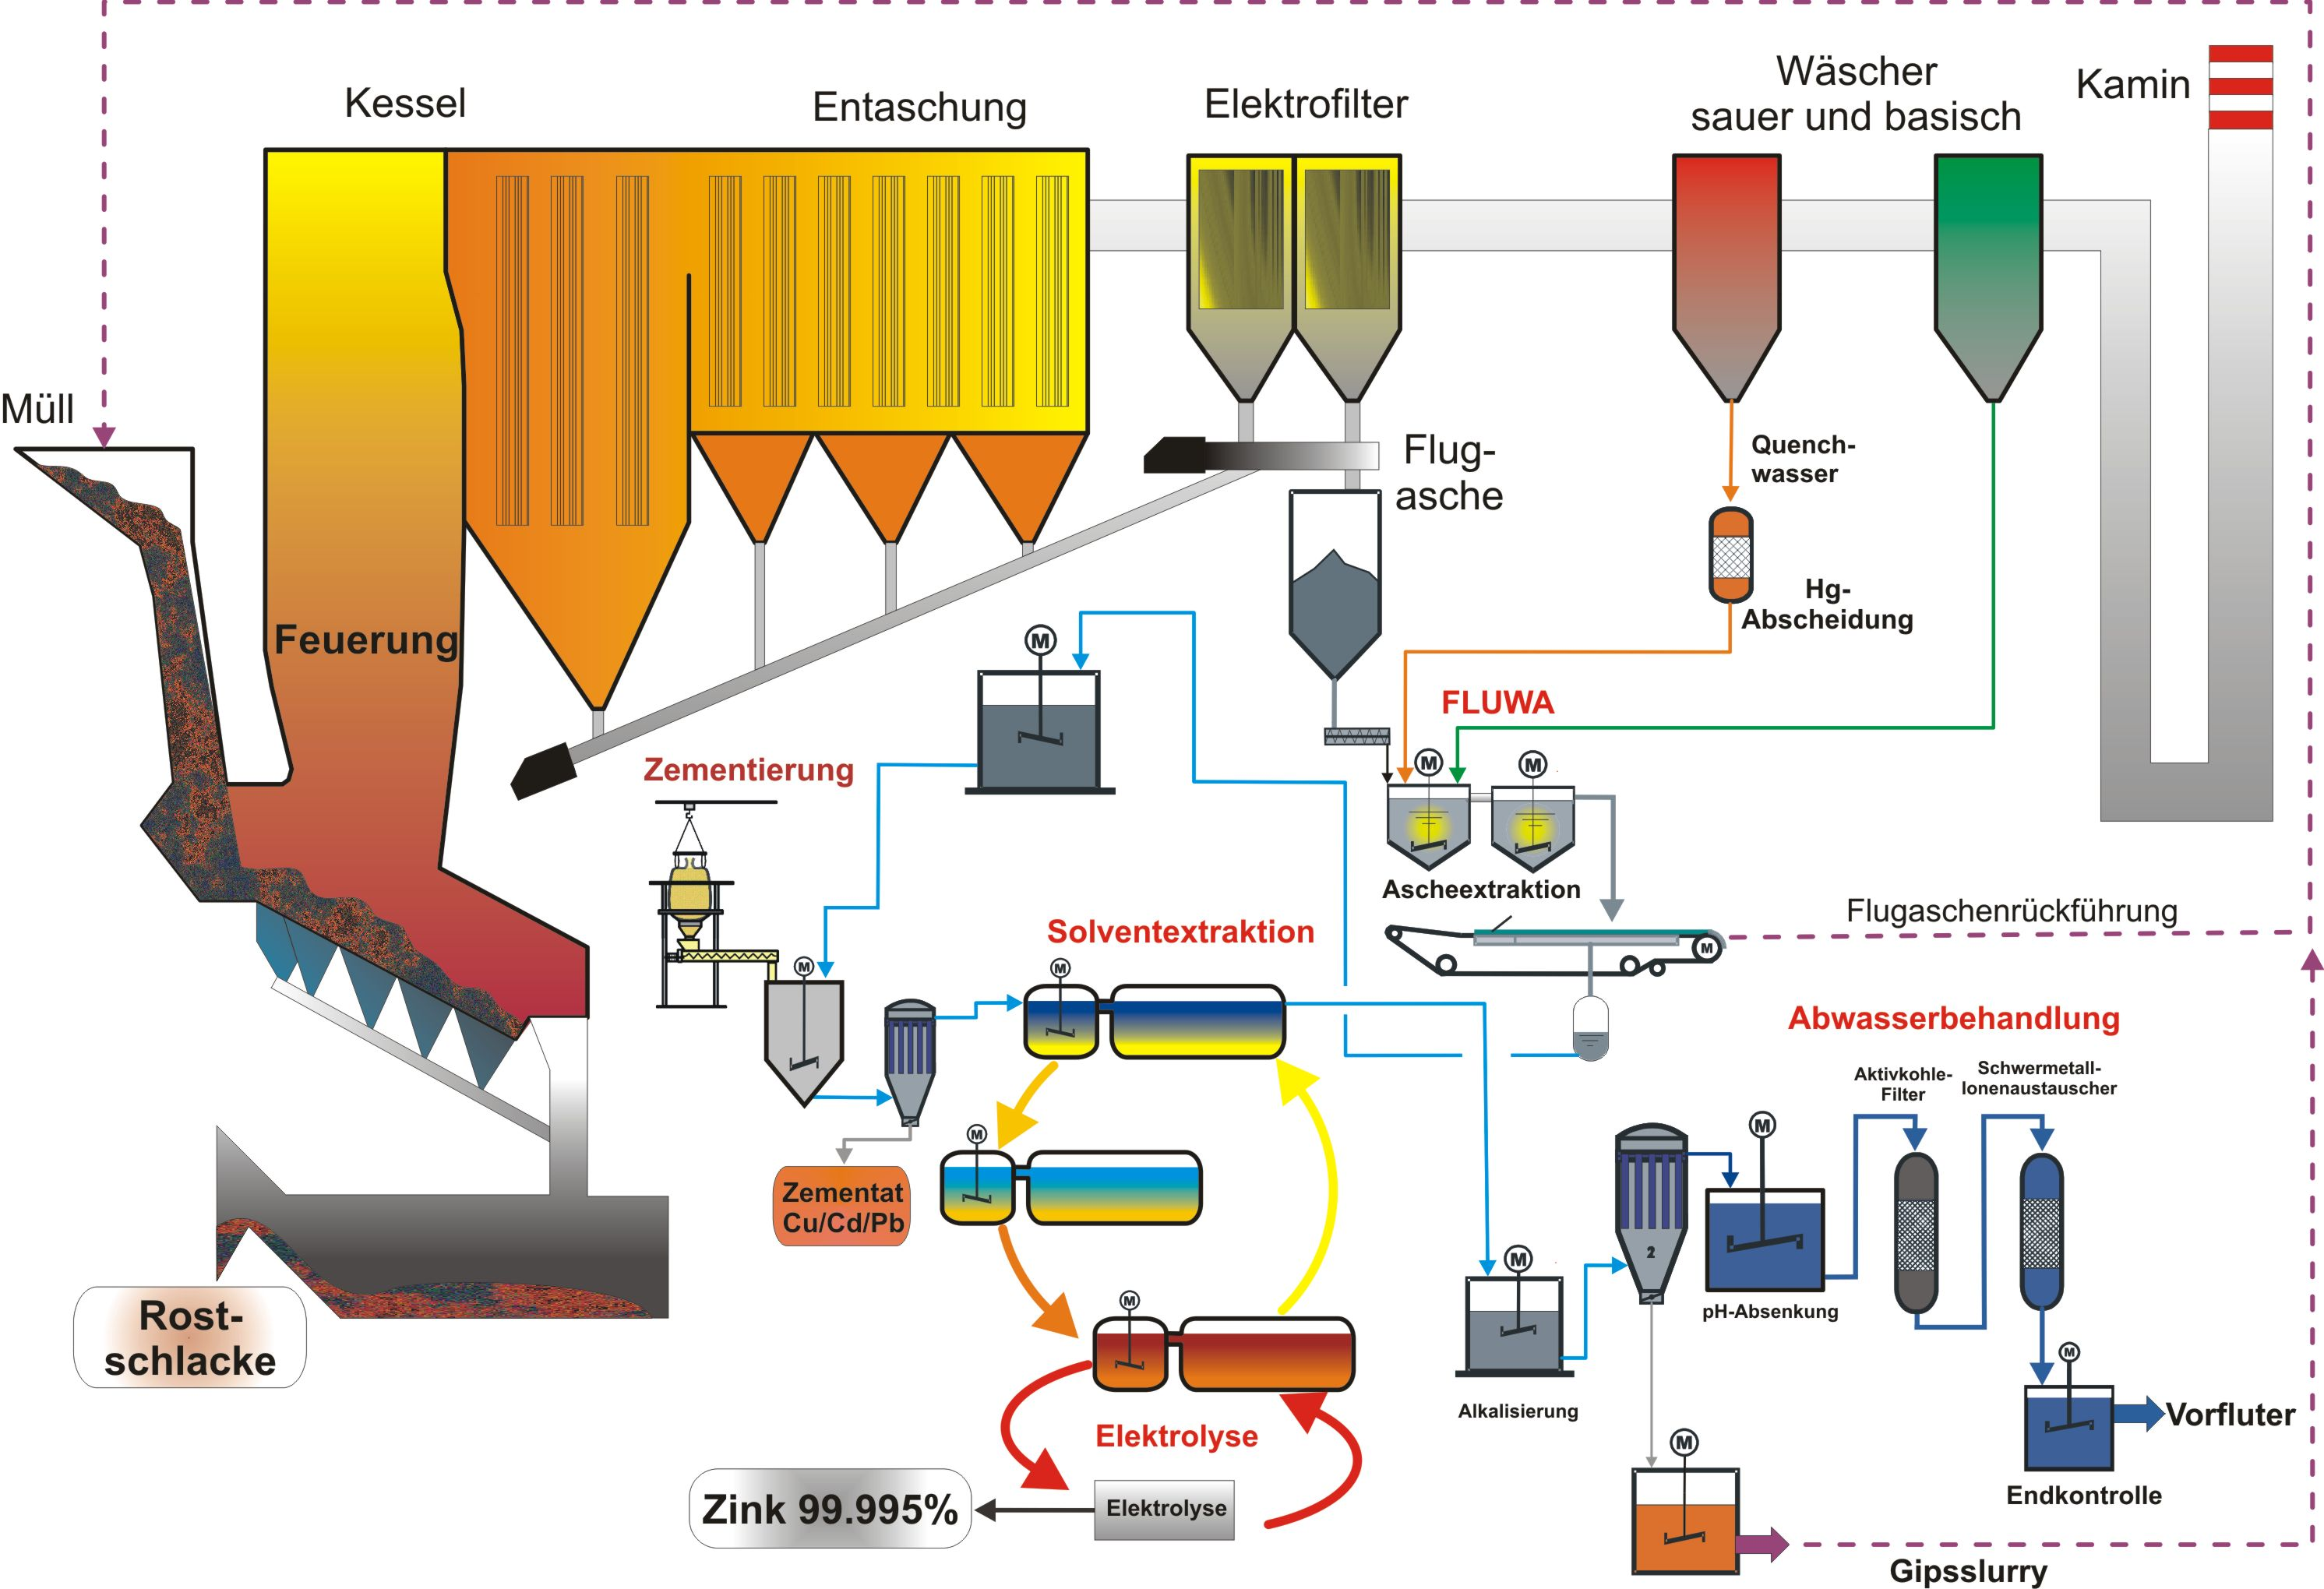 Kessel
Entaschung
Elektrofilter
Wäscher
sauer und basisch
Kamin
Müll
Flug-
asche
Quench-
wasser
Hg-
Abscheidung
Feuerung
M
FLUWA
Zementierung
M
M
Ascheextraktion
Flugaschenrückführung
Solventextraktion
M
M
M
Abwasserbehandlung
Aktivkohle-
Filter
Schwermetall-
Ionenaustauscher
M
M
Zementat
Cu/Cd/Pb
2
pH-Absenkung
M
M
Rost-
schlacke
M
Alkalisierung
Vorfluter
Elektrolyse
M
Endkontrolle
Zink 99.995%
Elektrolyse
Gipsslurry